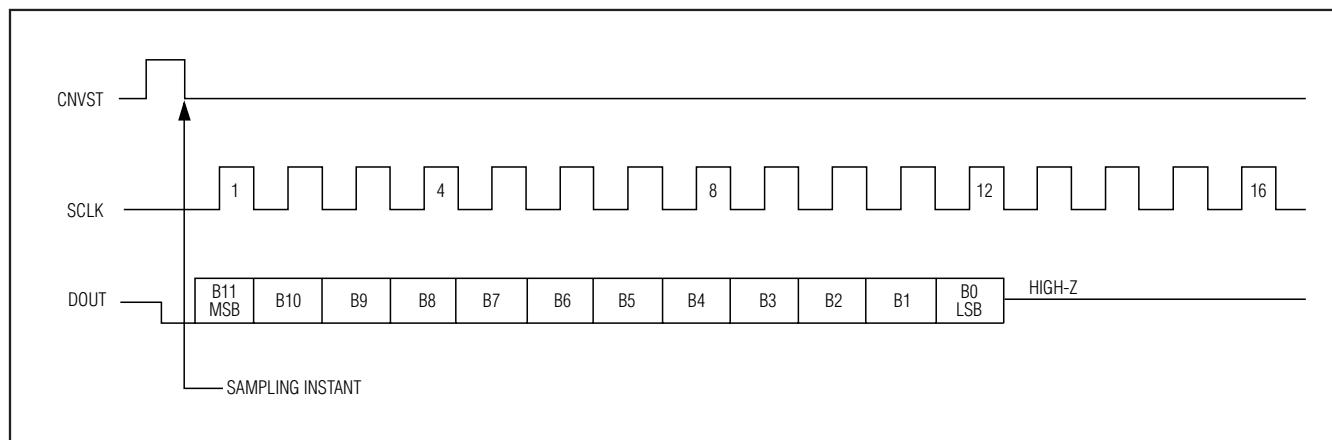 CNVST
1 4 8 12 16
SCLK
DOUT
B11
MSB
B10
B9
B8
B7
B6
B5
B4
B3
B2
B1
B0
LSB
HIGH-Z
SAMPLING INSTANT